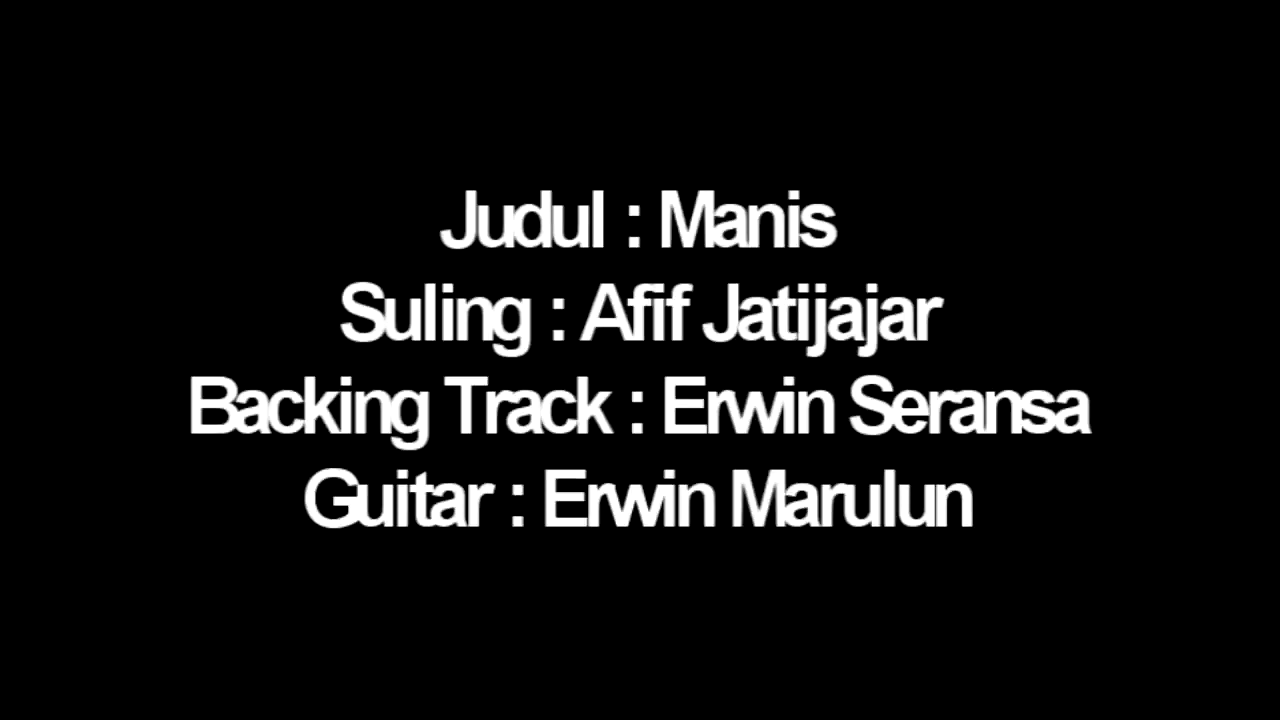 Judul : Manis
Suling : Afif Jatijajar
Backing Track : Erwin Seransa
Guitar : Erwin Marulun